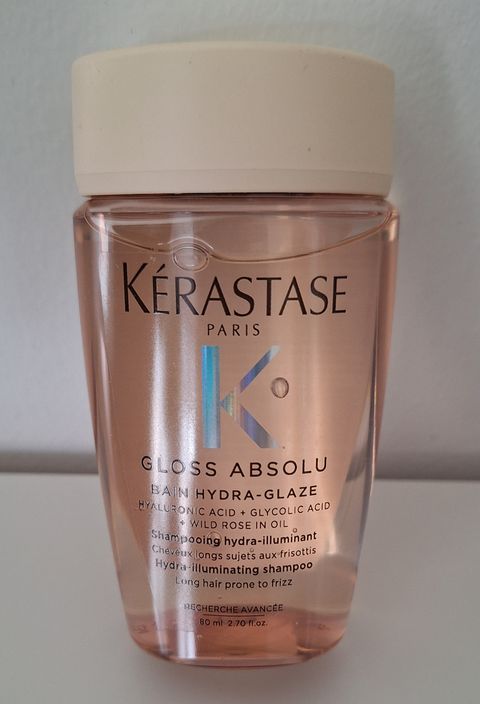 KÉRASTASE
PARIS
K
GLOSS ABSOLU
BAIN HYDRA-GLAZE
HYALURONIC ACID + GLYCOLIC ACID
+ WILD ROSE IN OIL
Shampooing hydra-illuminant
Cheveux longs sujets aux frisottis
Hydra-illuminating shampoo
Long hair prone to frizz
RECHERCHE AVANCÉE
80 ml 2.70 fl.oz.